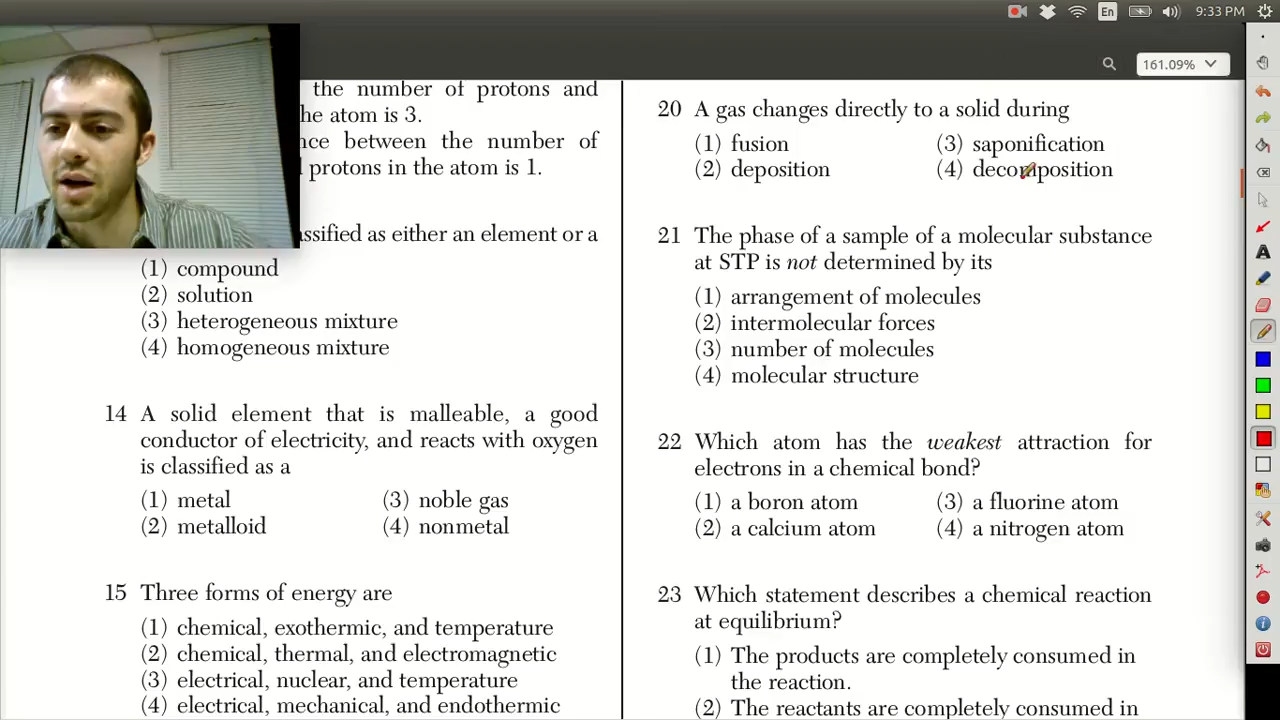 En
9:33 PM
161.09%
the number of protons and
he atom is 3.
nce between the number of
protons in the atom is 1.
assified as either an element or a
(1) compound
(2) solution
(3) heterogeneous mixture
(4) homogeneous mixture
14 A solid element that is malleable, a good
conductor of electricity, and reacts with oxygen
is classified as a
(1) metal (3) noble gas
(2) metalloid (4) nonmetal
15 Three forms of energy are
(1) chemical, exothermic, and temperature
(2) chemical, thermal, and electromagnetic
(3) electrical, nuclear, and temperature
(4) electrical, mechanical, and endothermic
20 A gas changes directly to a solid during
(1) fusion (3) saponification
(2) deposition (4) decomposition
21 The phase of a sample of a molecular substance
at STP is not determined by its
(1) arrangement of molecules
(2) intermolecular forces
(3) number of molecules
(4) molecular structure
22 Which atom has the weakest attraction for
electrons in a chemical bond?
(1) a boron atom (3) a fluorine atom
(2) a calcium atom (4) a nitrogen atom
23 Which statement describes a chemical reaction
at equilibrium?
(1) The products are completely consumed in
the reaction.
(2) The reactants are completely consumed in